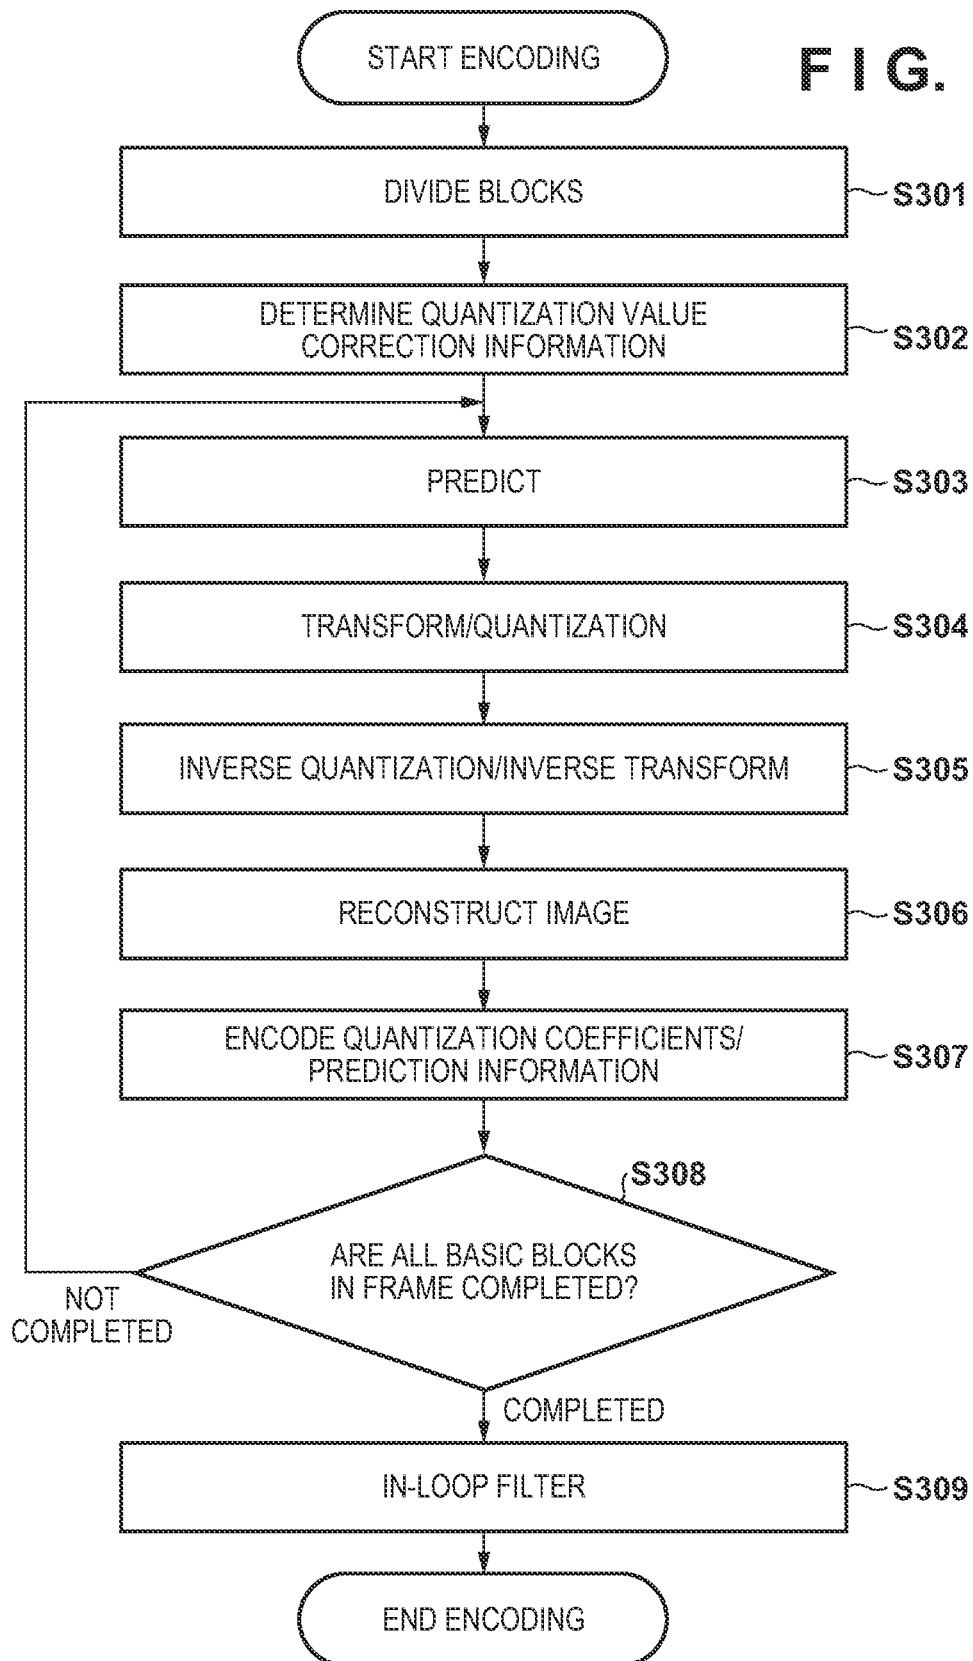 START ENCODING
F I G.
DIVIDE BLOCKS
S301
DETERMINE QUANTIZATION VALUE
CORRECTION INFORMATION
S302
PREDICT
S303
TRANSFORM/QUANTIZATION
S304
INVERSE QUANTIZATION/INVERSE TRANSFORM
S305
RECONSTRUCT IMAGE
S306
ENCODE QUANTIZATION COEFFICIENTS/
PREDICTION INFORMATION
S307
S308
ARE ALL BASIC BLOCKS
IN FRAME COMPLETED?
NOT
COMPLETED
COMPLETED
IN-LOOP FILTER
S309
END ENCODING